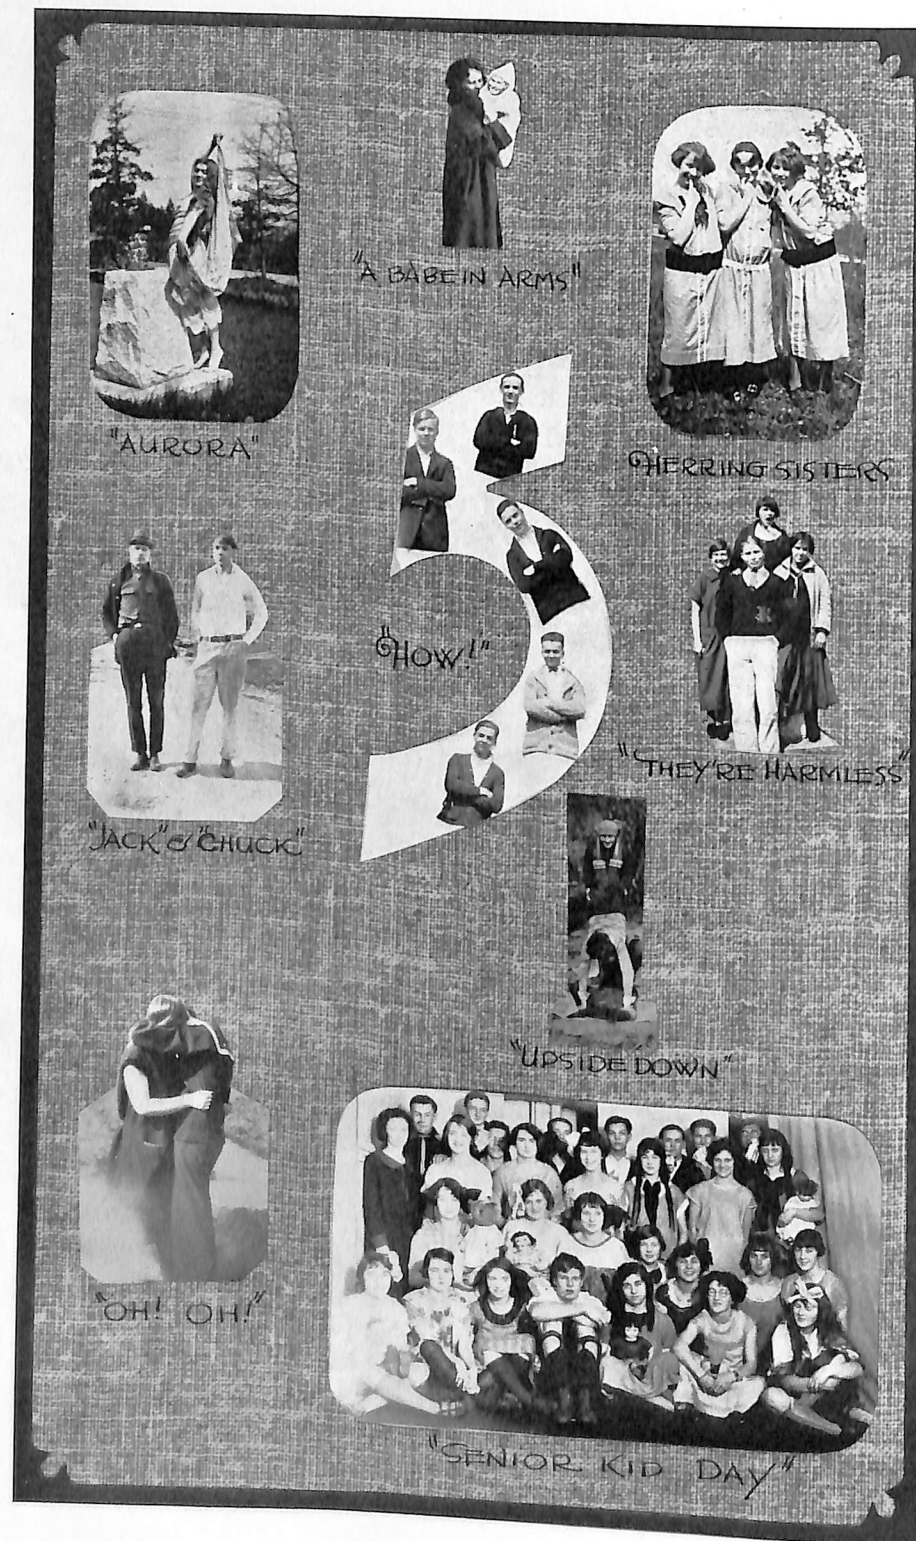 "A BABE IN ARMS"
"AURORA"
HERRING SISTERS
5
"HOW!"
"THEY'RE HARMLESS"
"JACK" & "CHUCK"
"UPSIDE DOWN"
"OH! OH!"
"SENIOR KID DAY"